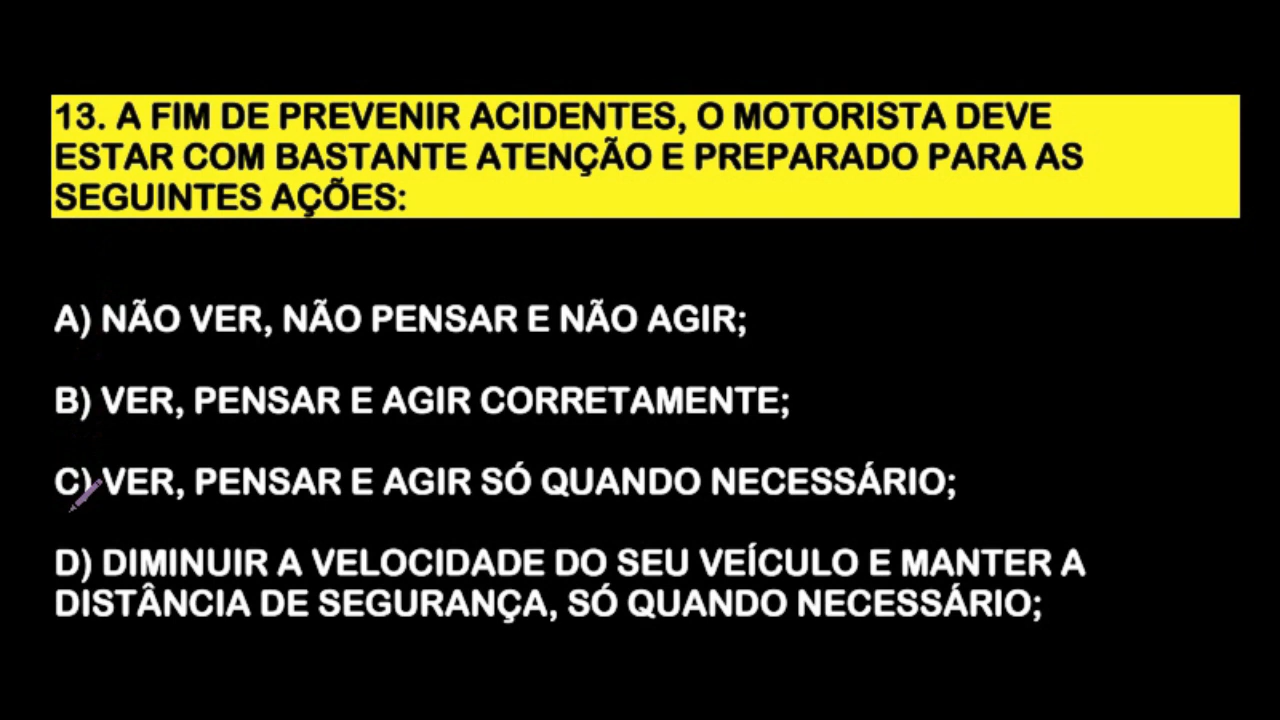 13. A FIM DE PREVENIR ACIDENTES, O MOTORISTA DEVE
ESTAR COM BASTANTE ATENÇÃO E PREPARADO PARA AS
SEGUINTES AÇÕES:
A) NÃO VER, NÃO PENSAR E NÃO AGIR;
B) VER, PENSAR E AGIR CORRETAMENTE;
C) VER, PENSAR E AGIR SÓ QUANDO NECESSÁRIO;
D) DIMINUIR A VELOCIDADE DO SEU VEÍCULO E MANTER A
DISTÂNCIA DE SEGURANÇA, SÓ QUANDO NECESSÁRIO;